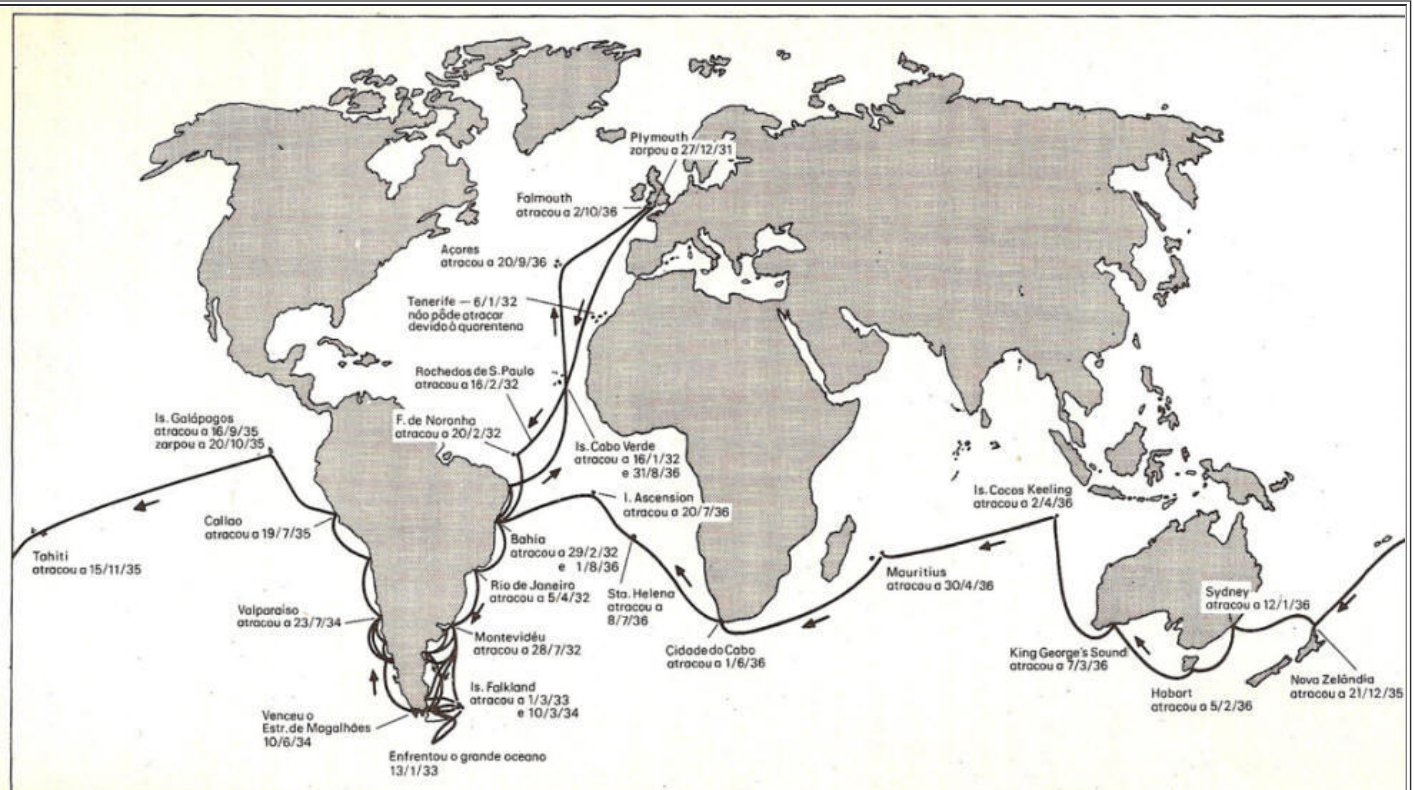 Plymouth
zarpou a 27/12/31
Falmouth
atracou a 2/10/36
Açores
atracou a 20/9/36
Tenerife — 6/1/32
não pôde atracar
devido à quarentena
Rochedos de S. Paulo
atracou a 16/2/32
F. de Noronha
atracou a 20/2/32
Is. Galápagos
atracou a 16/9/35
zarpou a 20/10/35
Is. Cabo Verde
atracou a 16/1/32
e 31/8/36
I. Ascension
atracou a 20/7/36
Is. Cocos Keeling
atracou a 2/4/36
Callao
atracou a 19/7/35
Tahiti
atracou a 15/11/35
Bahia
atracou a 29/2/32
e 1/8/36
Rio de Janeiro
atracou a 5/4/32
Sta. Helena
atracou a
8/7/36
Mauritius
atracou a 30/4/36
Sydney
atracou a 12/1/36
Valparaíso
atracou a 23/7/34
Montevidéu
atracou a 28/7/32
Cidade do Cabo
atracou a 1/6/36
King George's Sound
atracou a 7/3/36
Nova Zelândia
atracou a 21/12/35
Hobart
atracou a 5/2/36
Is. Falkland
atracou a 1/3/33
e 10/3/34
Venceu o
Estr. de Magalhães
10/6/34
Enfrentou o grande oceano
13/1/33